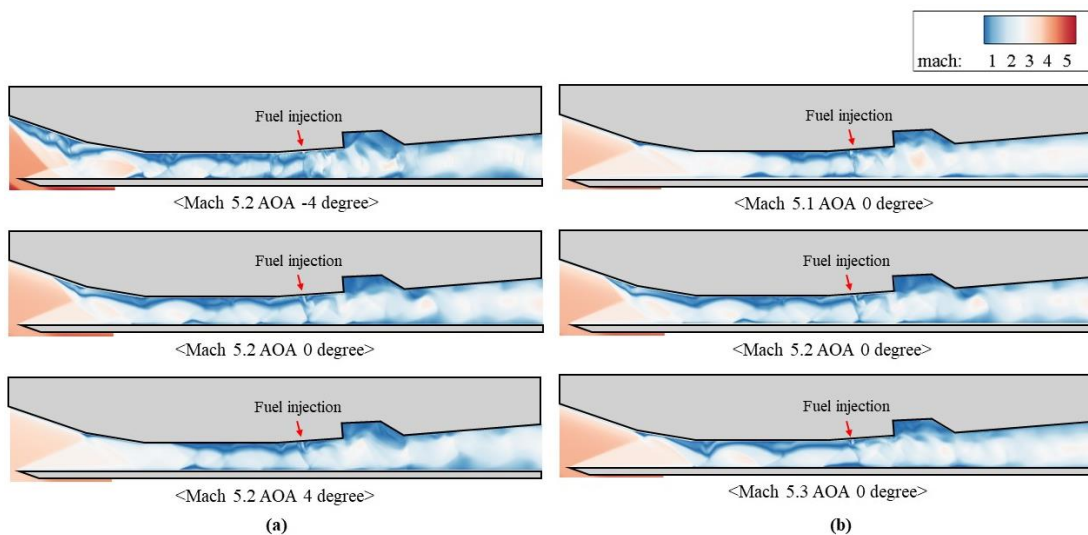 mach: 1 2 3 4 5
Fuel injection
<Mach 5.2 AOA -4 degree>
Fuel injection
<Mach 5.2 AOA 0 degree>
Fuel injection
<Mach 5.2 AOA 4 degree>
(a)
Fuel injection
<Mach 5.1 AOA 0 degree>
Fuel injection
<Mach 5.2 AOA 0 degree>
Fuel injection
<Mach 5.3 AOA 0 degree>
(b)